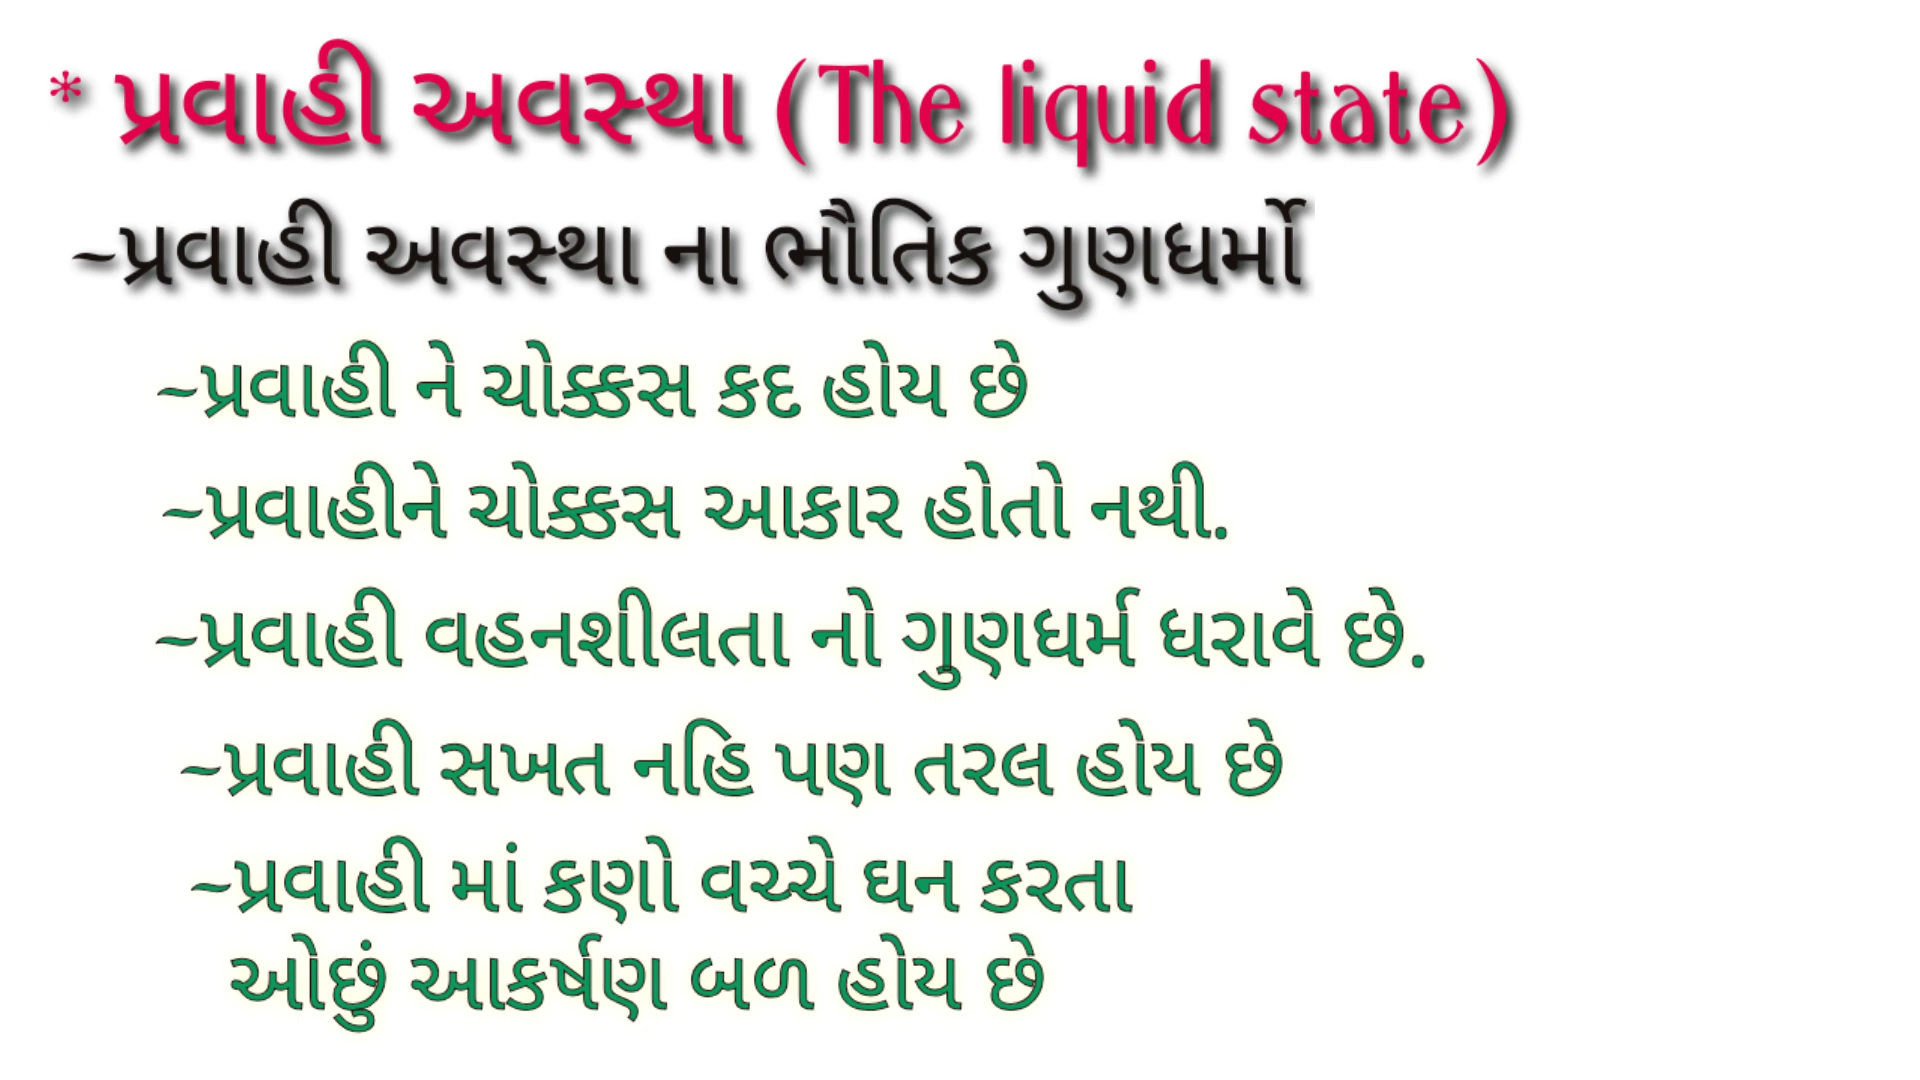 * પ્રવાહી અવસ્થા (The liquid state)
~પ્રવાહી અવસ્થા ના ભૌતિક ગુણધર્મો
~પ્રવાહી ને ચોક્કસ કદ હોય છે
~પ્રવાહીને ચોક્કસ આકાર હોતો નથી.
~પ્રવાહી વહનશીલતા નો ગુણધર્મ ધરાવે છે.
~પ્રવાહી સખત નહિ પણ તરલ હોય છે
~પ્રવાહી માં કણો વચ્ચે ઘન કરતા
ઓછું આકર્ષણ બળ હોય છે